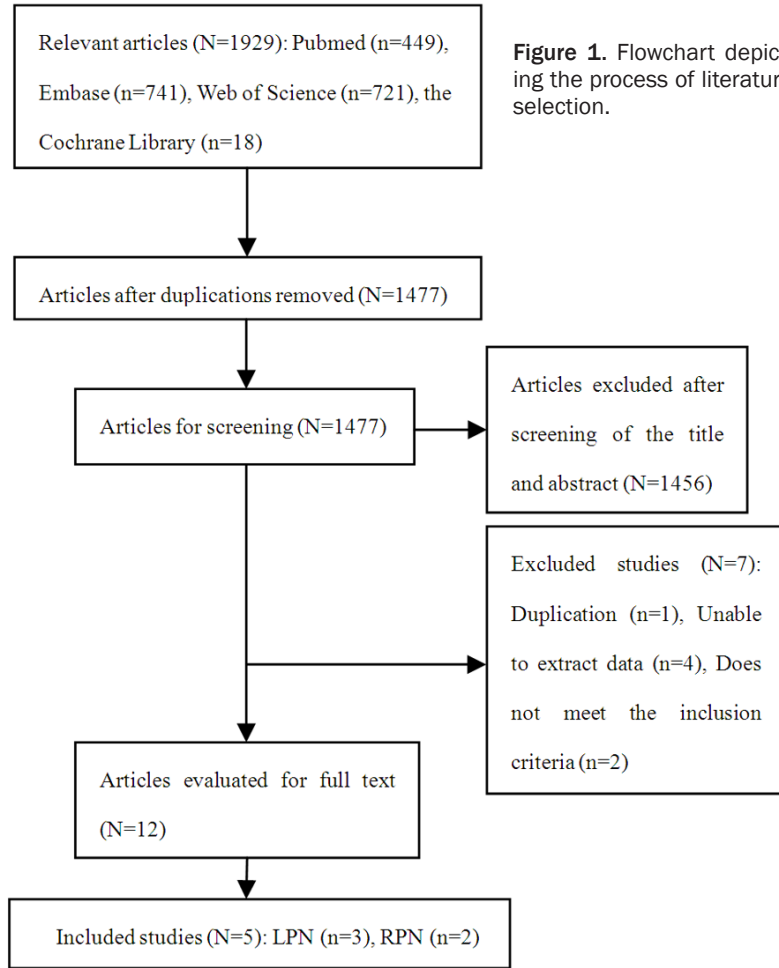 Relevant articles (N=1929): Pubmed (n=449),
Embase (n=741), Web of Science (n=721), the
Cochrane Library (n=18)
Figure 1. Flowchart depic
ing the process of literatur
selection.
Articles after duplications removed (N=1477)
Articles for screening (N=1477)
Articles excluded after
screening of the title
and abstract (N=1456)
Excluded studies (N=7):
Duplication (n=1), Unable
to extract data (n=4), Does
not meet the inclusion
criteria (n=2)
Articles evaluated for full text
(N=12)
Included studies (N=5): LPN (n=3), RPN (n=2)